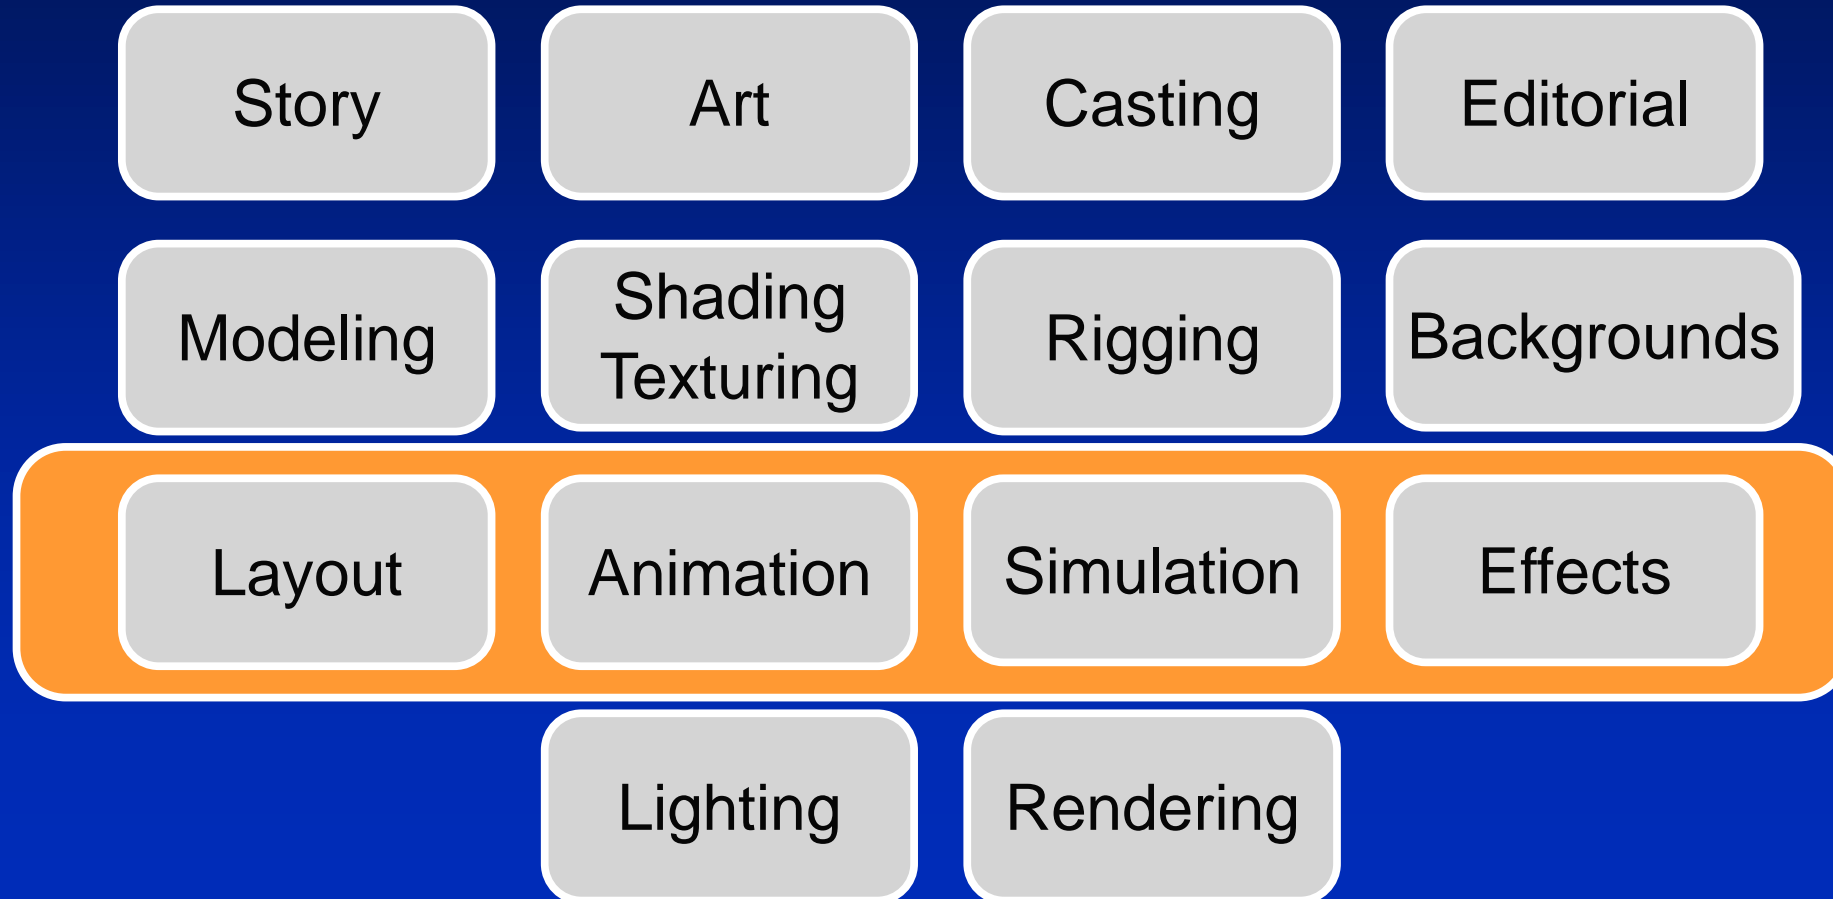 Story
Art
Casting
Editorial
Modeling
Shading
Texturing
Rigging
Backgrounds
Layout
Animation
Simulation
Effects
Lighting
Rendering